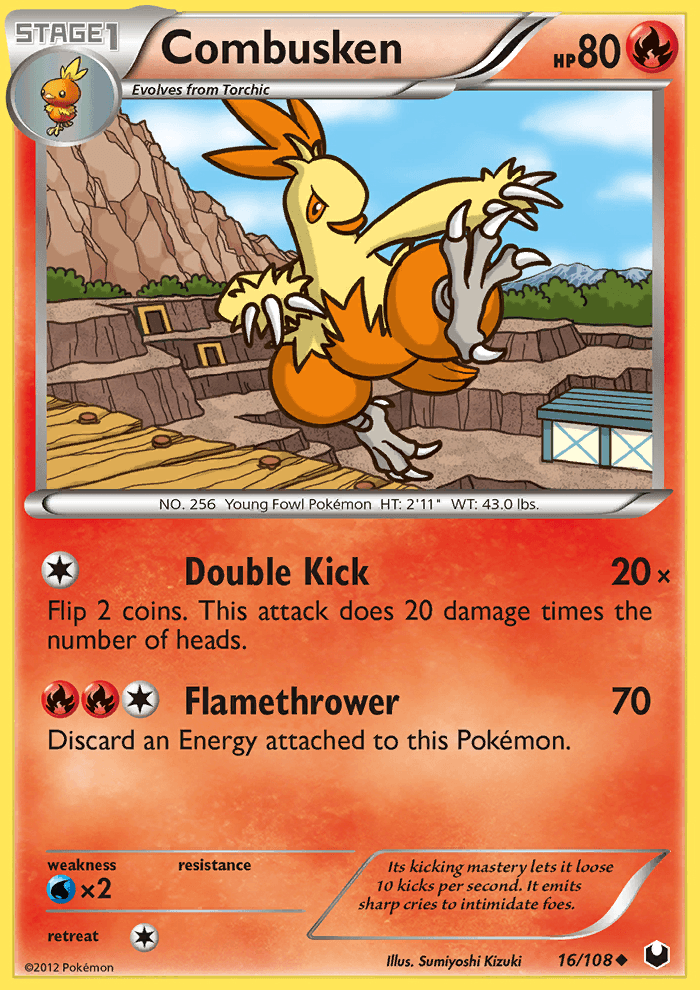 STAGE1
Combusken
HP80
Evolves from Torchic
NO. 256 Young Fowl Pokémon HT: 2'11" WT: 43.0 lbs.
Double Kick 20×
Flip 2 coins. This attack does 20 damage times the
number of heads.
Flamethrower 70
Discard an Energy attached to this Pokémon.
weakness resistance
×2
retreat
Its kicking mastery lets it loose
10 kicks per second. It emits
sharp cries to intimidate foes.
©2012 Pokémon
Illus. Sumiyoshi Kizuki 16/108